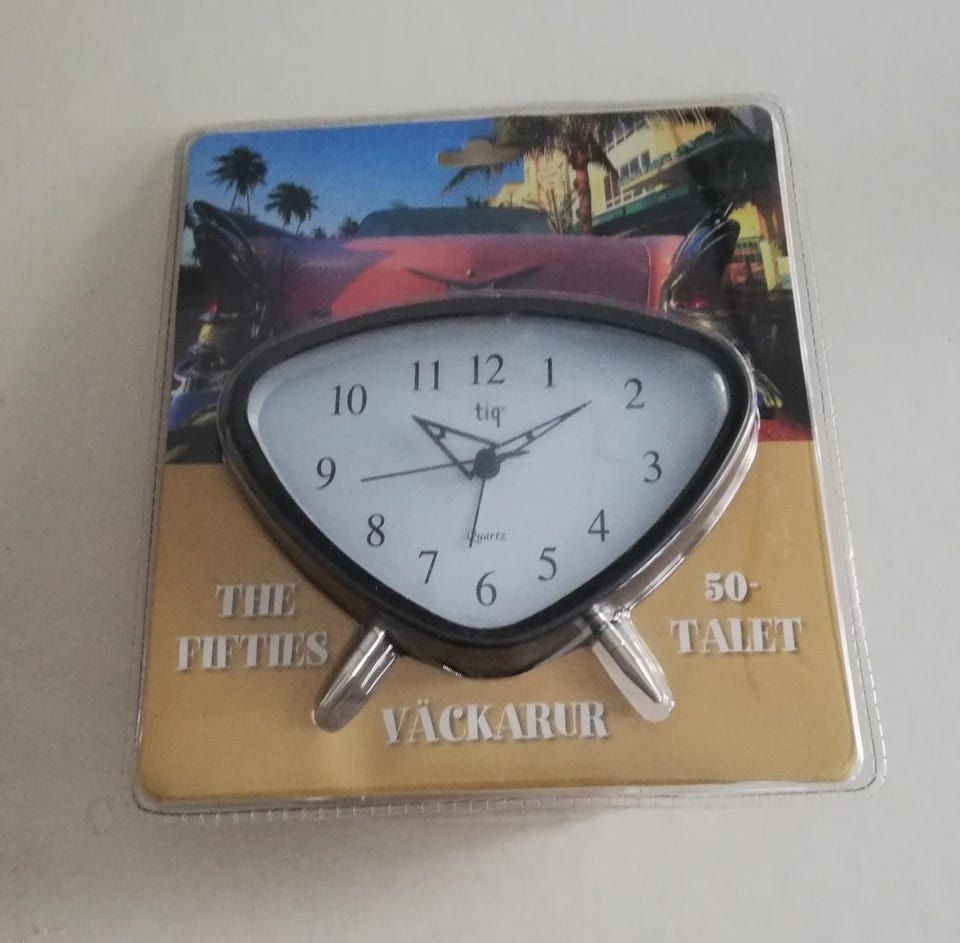 12
11
1
10
2
tiq
9
3
8
4
Quartz
7
5
6
THE
FIFTIES
50-
TALET
VÄCKARUR